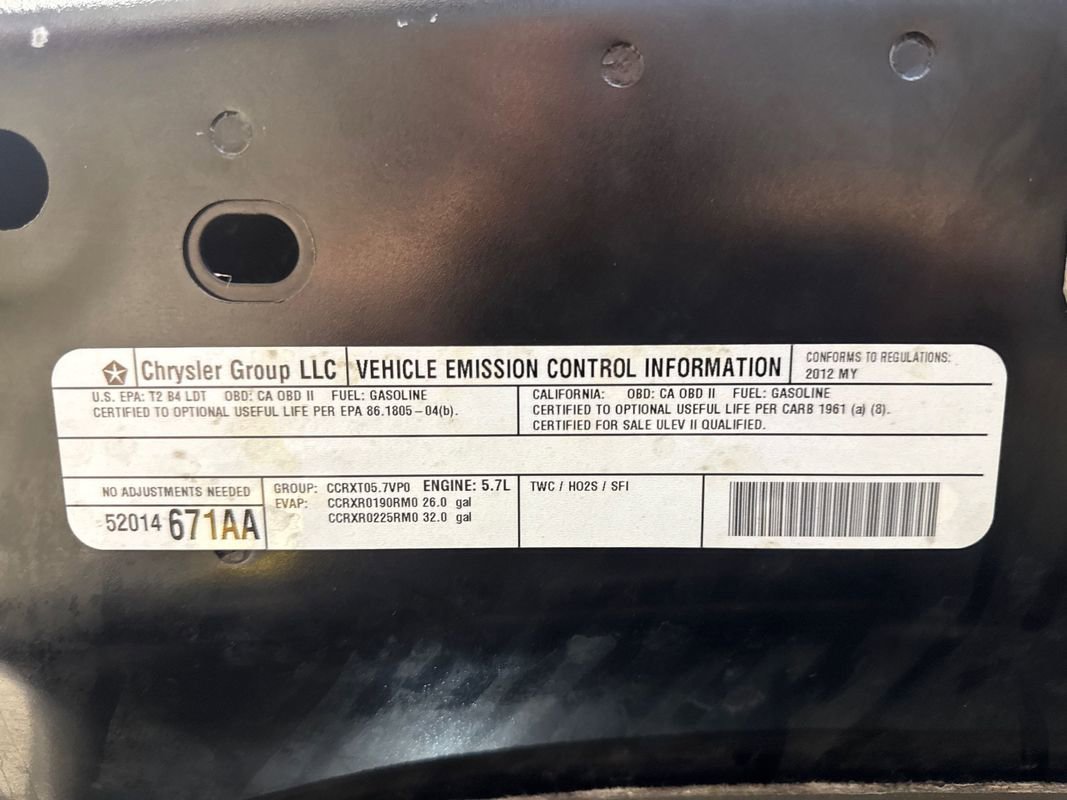 Chrysler Group LLC VEHICLE EMISSION CONTROL INFORMATION
CONFORMS TO REGULATIONS:
2012 MY
U.S. EPA: T2 B4 LDT OBD: CA OBD II FUEL: GASOLINE
CERTIFIED TO OPTIONAL USEFUL LIFE PER EPA 86.1805-04(b).
CALIFORNIA: OBD: CA OBD II FUEL: GASOLINE
CERTIFIED TO OPTIONAL USEFUL LIFE PER CARB 1961 (a) (8).
CERTIFIED FOR SALE ULEV II QUALIFIED.
NO ADJUSTMENTS NEEDED
52014 671AA
GROUP: CCRXT05.7VP0 ENGINE: 5.7L
EVAP: CCRXR0190RM0 26.0 gal
CCRXR0225RM0 32.0 gal
TWC / HO2S / SFI